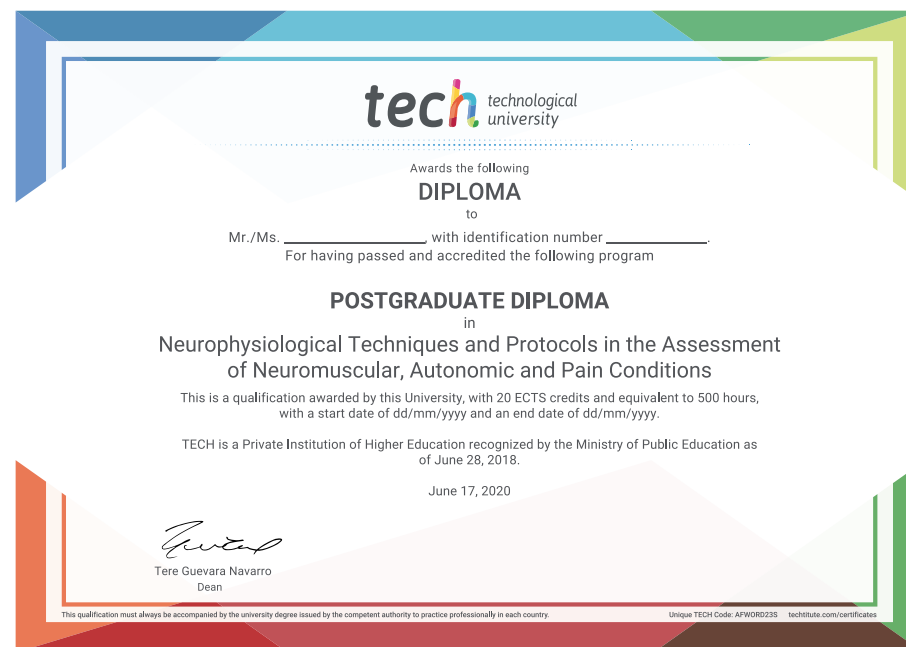 tech technological
university
Awards the following
DIPLOMA
to
Mr./Ms. ____________, with identification number ____________.
For having passed and accredited the following program
POSTGRADUATE DIPLOMA
in
Neurophysiological Techniques and Protocols in the Assessment
of Neuromuscular, Autonomic and Pain Conditions
This is a qualification awarded by this University, with 20 ECTS credits and equivalent to 500 hours,
with a start date of dd/mm/yyyy and an end date of dd/mm/yyyy.
TECH is a Private Institution of Higher Education recognized by the Ministry of Public Education as
of June 28, 2018.
June 17, 2020
Tere Guevara Navarro
Dean
This qualification must always be accompanied by the university degree issued by the competent authority to practice professionally in each country. Unique TECH Code: AFWORD23S techtitute.com/certificates